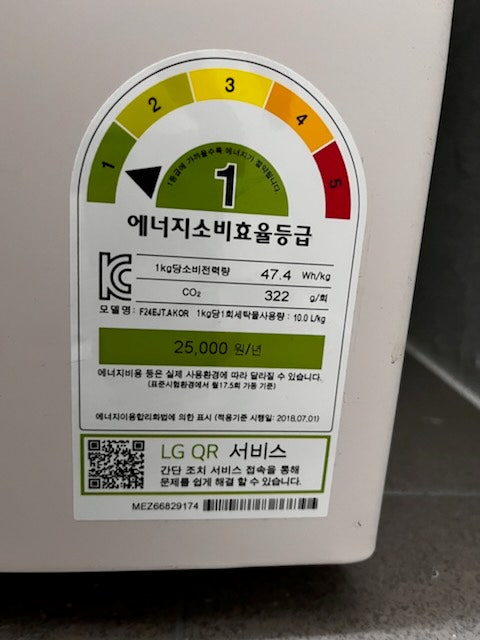 1
2
3
4
5
1등급에 가까울수록 에너지가 절약됩니다.
1
에너지소비효율등급
1kg당소비전력량 47.4 Wh/kg
CO₂ 322 g/회
모델명: F24EJT.AKOR 1kg당1회세탁물사용량 : 10.0 L/kg
25,000 원/년
에너지비용 등은 실제 사용환경에 따라 달라질 수 있습니다.
(표준시험환경에서 월17.5회 가동 기준)
에너지이용합리화법에 의한 표시 (적용기준 시행일: 2018.07.01)
LG QR 서비스
간단 조치 서비스 접속을 통해
문제를 쉽게 해결 할 수 있습니다.
MEZ66829174